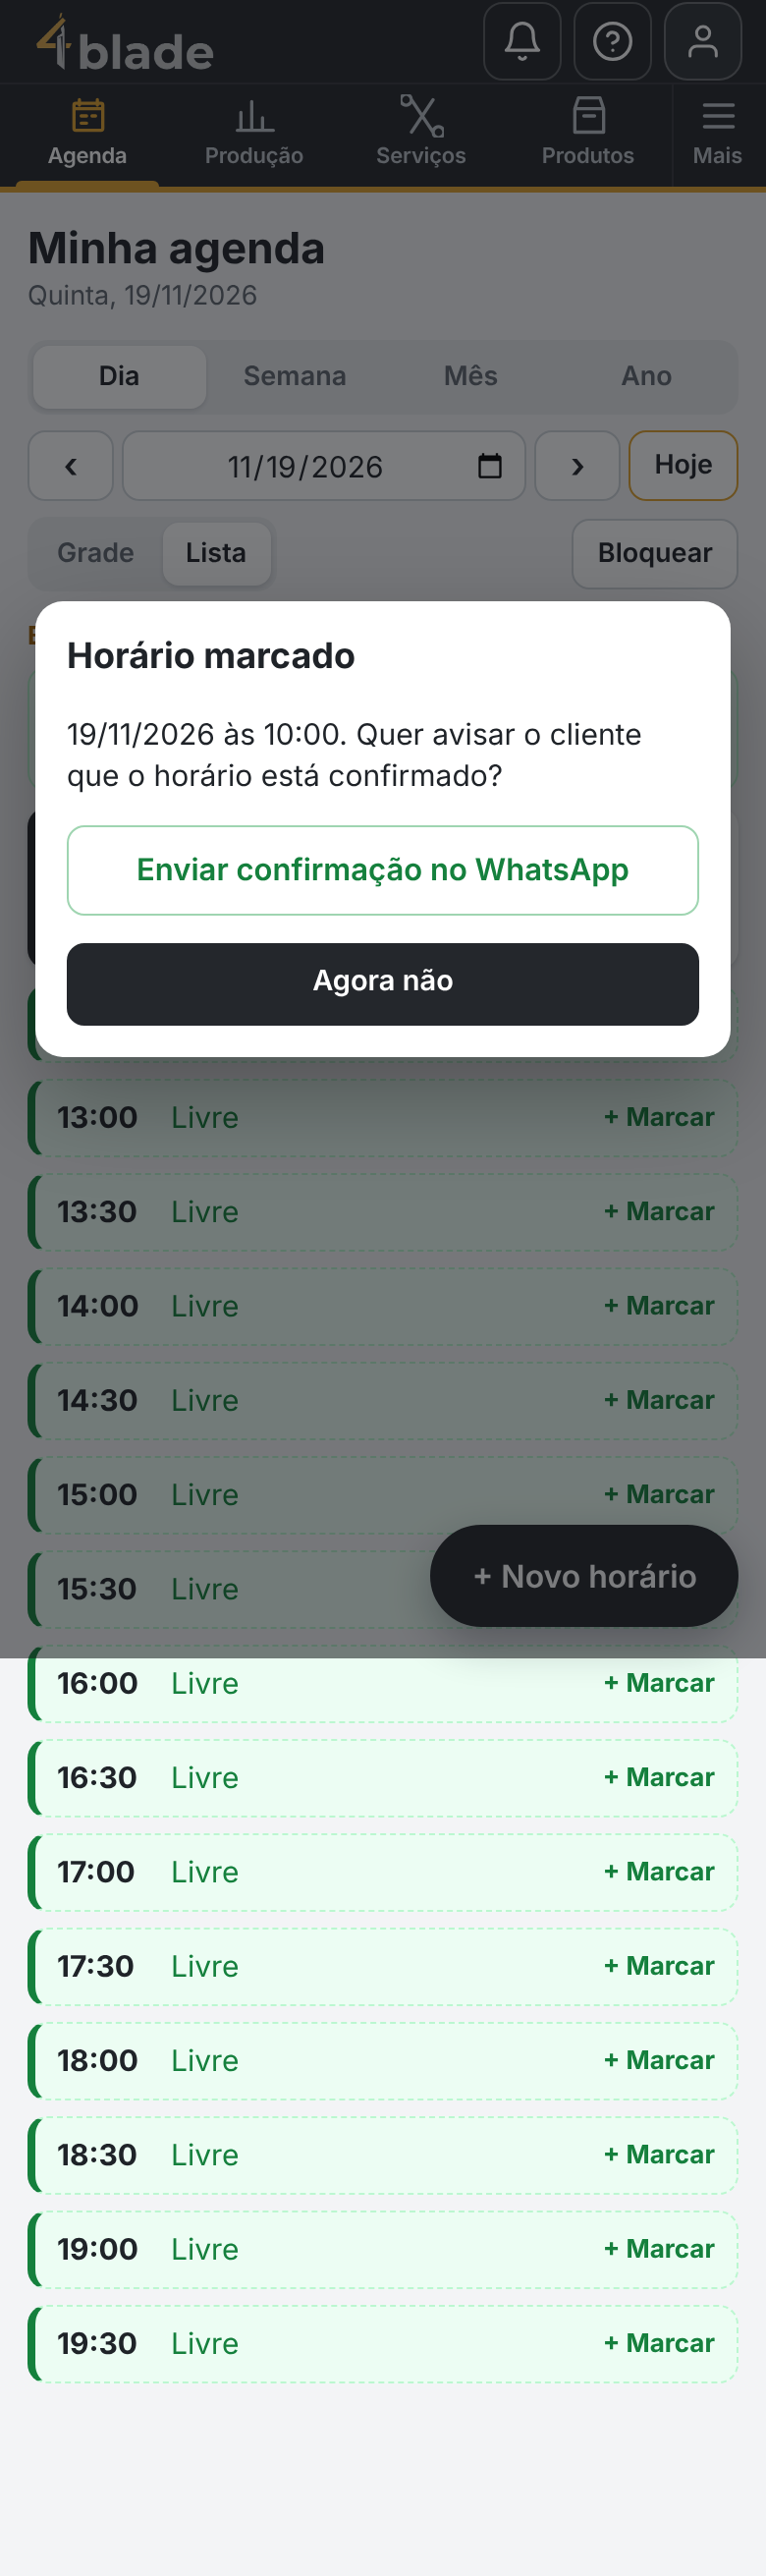 4blade
Agenda
Produção
Serviços
Produtos
Mais
Minha agenda
Quinta, 19/11/2026
Dia
Semana
Mês
Ano
‹
11/19/2026
›
Hoje
Grade
Lista
Bloquear
Horário marcado
19/11/2026 às 10:00. Quer avisar o cliente
que o horário está confirmado?
Enviar confirmação no WhatsApp
Agora não
13:00 Livre + Marcar
13:30 Livre + Marcar
14:00 Livre + Marcar
14:30 Livre + Marcar
15:00 Livre + Marcar
15:30 Livre
+ Novo horário
16:00 Livre + Marcar
16:30 Livre + Marcar
17:00 Livre + Marcar
17:30 Livre + Marcar
18:00 Livre + Marcar
18:30 Livre + Marcar
19:00 Livre + Marcar
19:30 Livre + Marcar